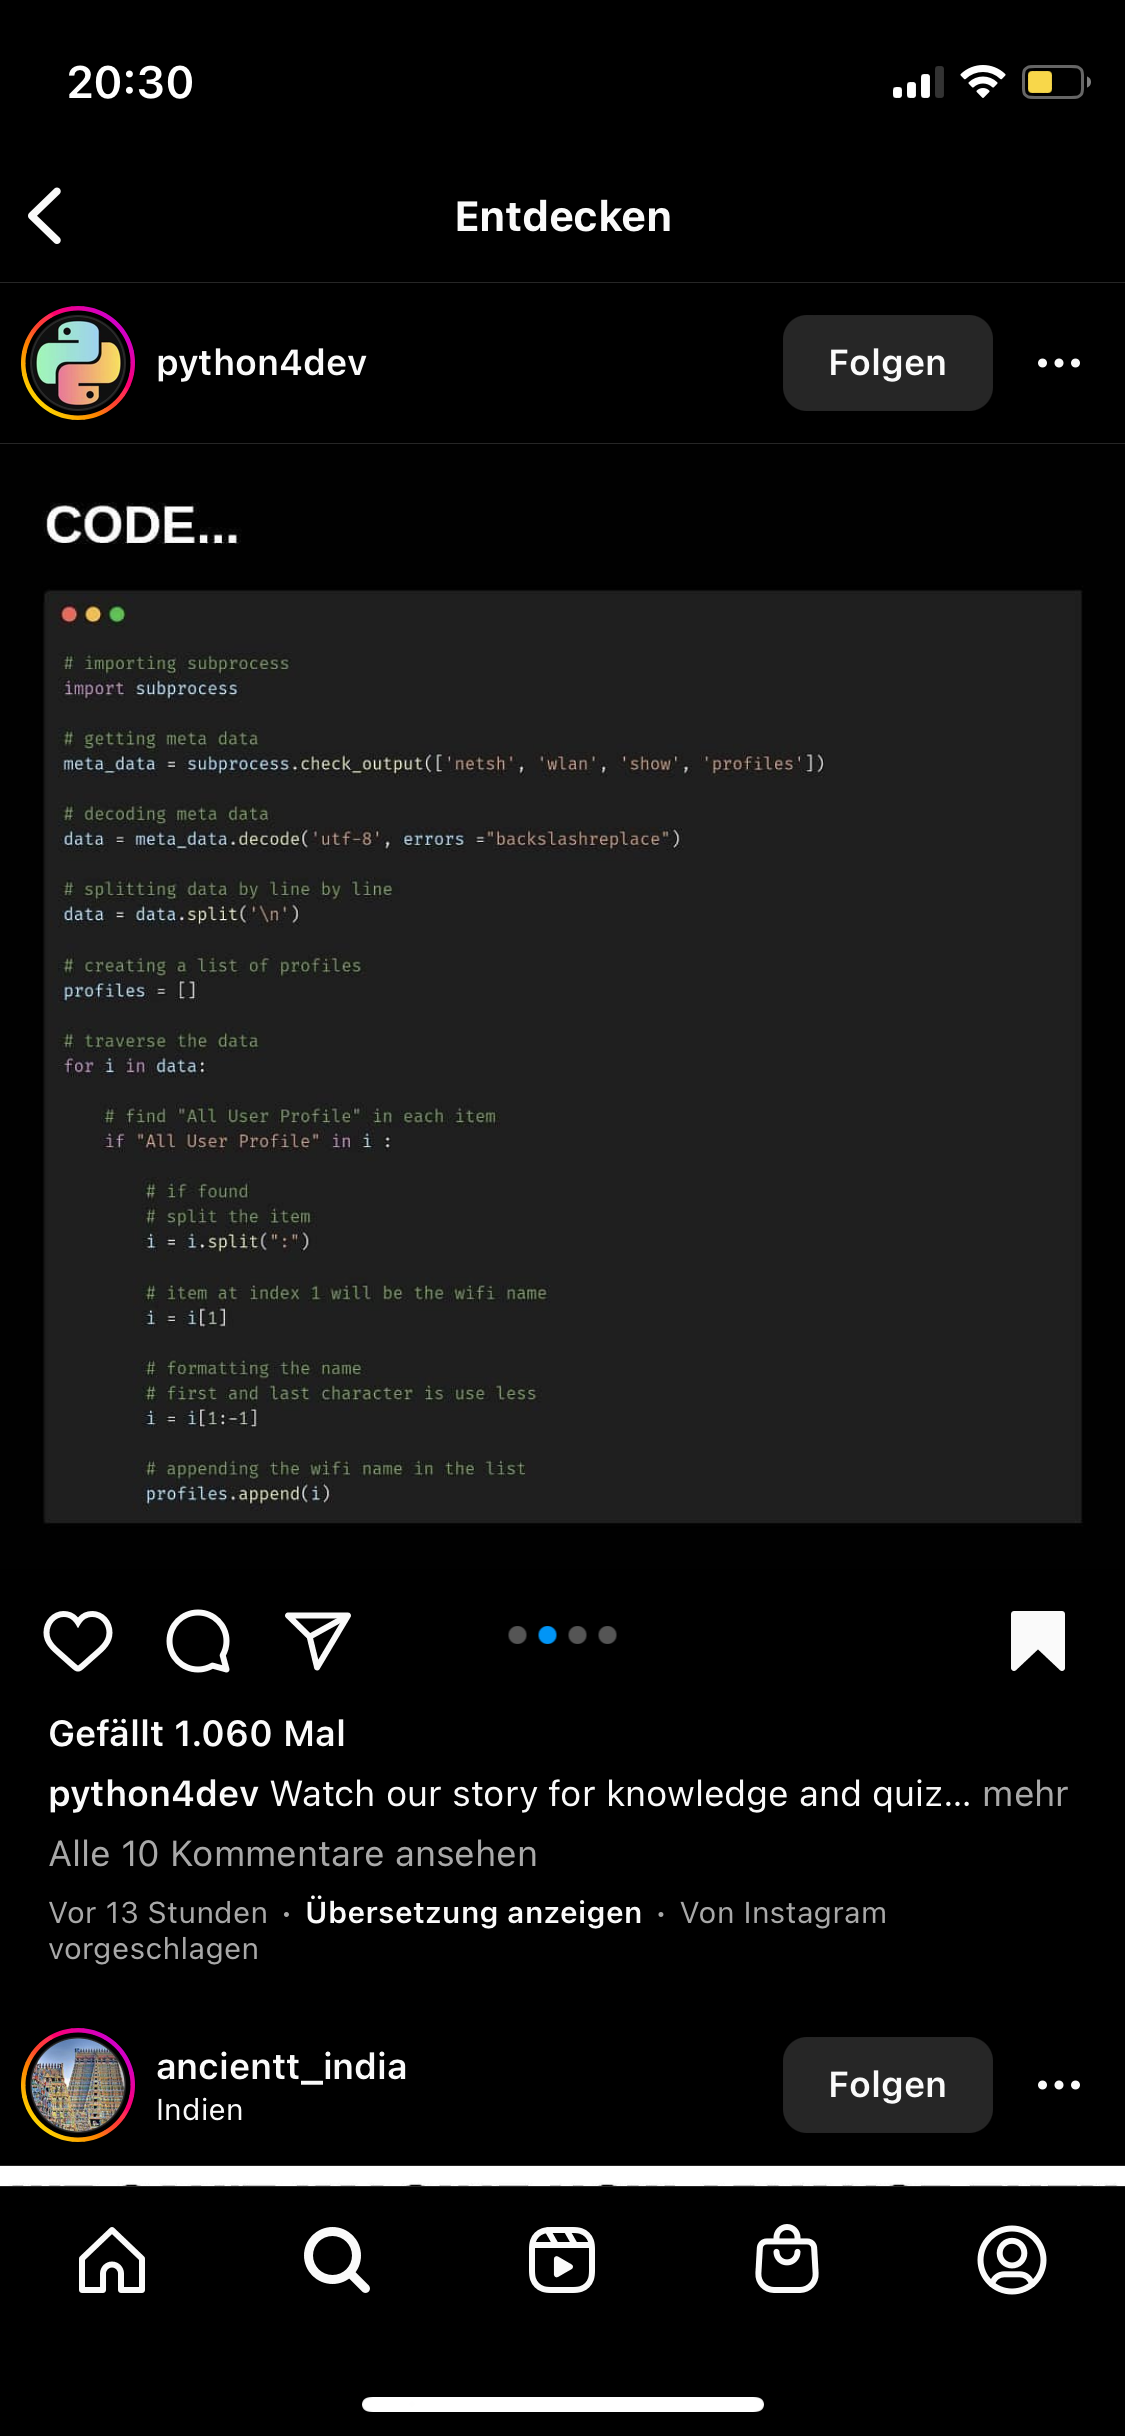 20:30
Entdecken
python4dev
Folgen
CODE...
# importing subprocess
import subprocess
# getting meta data
meta_data = subprocess.check_output(['netsh', 'wlan', 'show', 'profiles'])
# decoding meta data
data = meta_data.decode('utf-8', errors ="backslashreplace")
# splitting data by line by line
data = data.split('\n')
# creating a list of profiles
profiles = []
# traverse the data
for i in data:
    # find "All User Profile" in each item
    if "All User Profile" in i :
        # if found
        # split the item
        i = i.split(":")
        # item at index 1 will be the wifi name
        i = i[1]
        # formatting the name
        # first and last character is use less
        i = i[1:-1]
        # appending the wifi name in the list
        profiles.append(i)
Gefällt 1.060 Mal
python4dev Watch our story for knowledge and quiz... mehr
Alle 10 Kommentare ansehen
Vor 13 Stunden · Übersetzung anzeigen · Von Instagram
vorgeschlagen
ancientt_india
Indien
Folgen